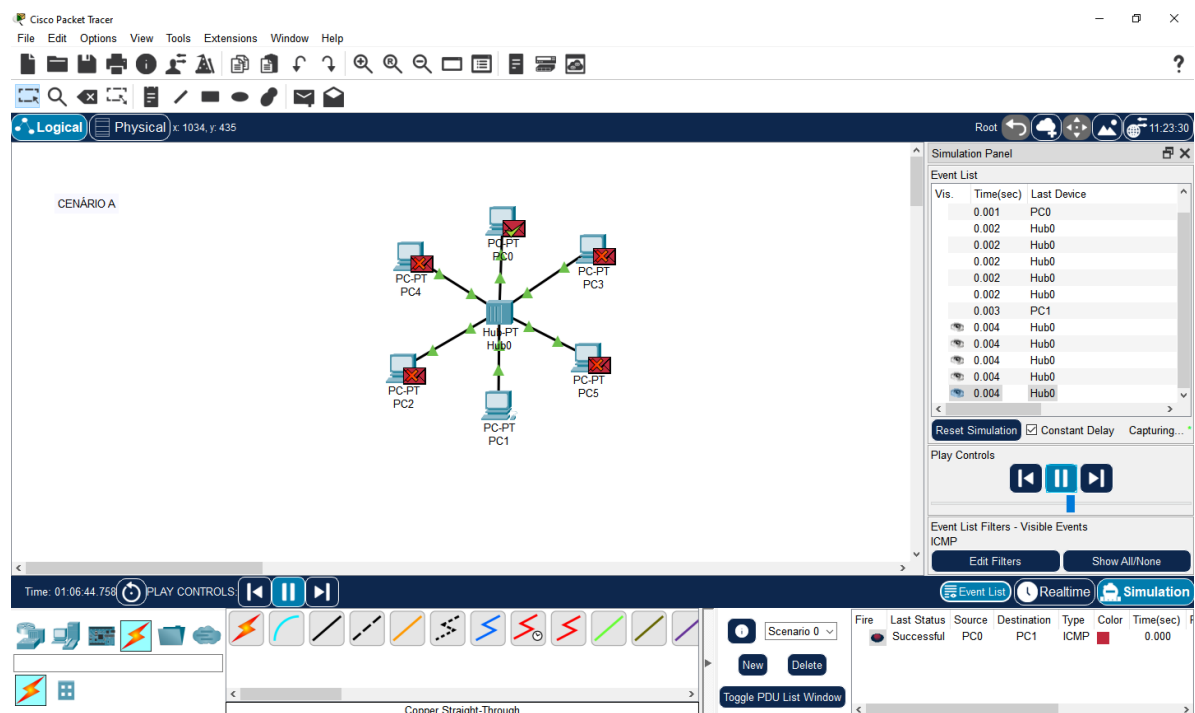 Cisco Packet Tracer
File Edit Options View Tools Extensions Window Help
?
Logical Physical x: 1034, y: 435 Root 11:23:30
CENÁRIO A
PC-PT
PC0
PC-PT
PC4
PC-PT
PC3
Hub-PT
Hub0
PC-PT
PC2
PC-PT
PC5
PC-PT
PC1
Simulation Panel
Event List
Vis. Time(sec) Last Device
0.001 PC0
0.002 Hub0
0.002 Hub0
0.002 Hub0
0.002 Hub0
0.002 Hub0
0.003 PC1
0.004 Hub0
0.004 Hub0
0.004 Hub0
0.004 Hub0
0.004 Hub0
Reset Simulation Constant Delay Capturing...
Play Controls
Event List Filters - Visible Events
ICMP
Edit Filters Show All/None
Time: 01:06:44.758 PLAY CONTROLS: Event List Realtime Simulation
Scenario 0
New Delete
Toggle PDU List Window
Fire Last Status Source Destination Type Color Time(sec)
Successful PC0 PC1 ICMP 0.000
Copper Straight-Through